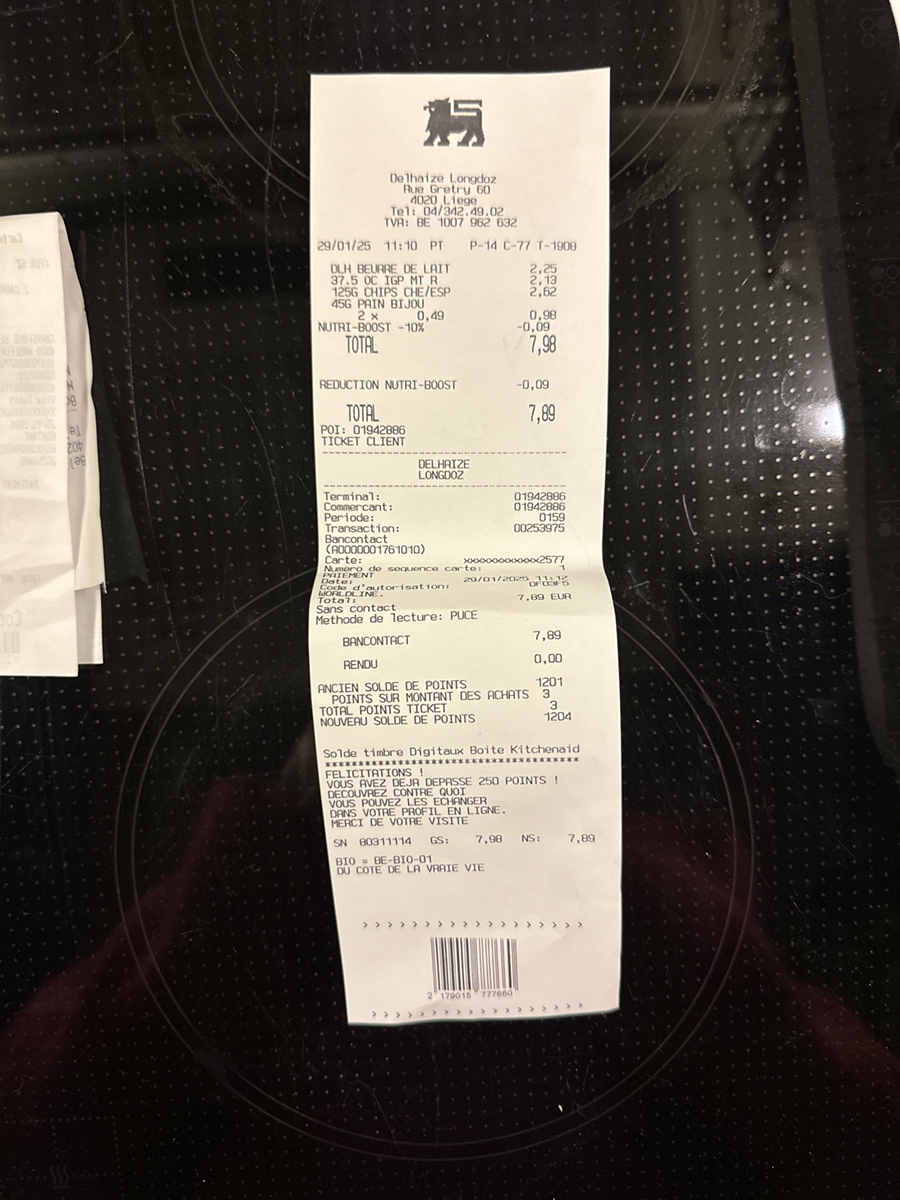 Delhaize Longdoz
Rue Gretry 60
4020 Liege
Tel: 04/342.49.02
TVA: BE 1007 962 632
29/01/25 11:10 PT P-14 C-77 T-1908
DLH BEURRE DE LAIT 2,25
37.5 OC IGP MT R 2,13
125G CHIPS CHE/ESP 2,62
45G PAIN BIJOU
2 x 0,49 0,98
NUTRI-BOOST -10% -0,09
TOTAL 7,98
REDUCTION NUTRI-BOOST -0,09
TOTAL 7,89
POI: 01942886
TICKET CLIENT
DELHAIZE
LONGDOZ
Terminal: 01942886
Commercant: 01942886
Periode: 0159
Transaction: 00253975
Bancontact
(A0000001761010)
Carte: xxxxxxxxxxxxx2577
Numero de sequence carte: 1
PAIEMENT
Date: 29/01/2025 11:12
Code d'autorisation: 0F03F5
WORLDLINE.
Total: 7,89 EUR
Sans contact
Methode de lecture: PUCE
BANCONTACT 7,89
RENDU 0,00
ANCIEN SOLDE DE POINTS 1201
POINTS SUR MONTANT DES ACHATS 3
TOTAL POINTS TICKET 3
NOUVEAU SOLDE DE POINTS 1204
Solde timbre Digitaux Boite Kitchenaid
****************************************
FELICITATIONS !
VOUS AVEZ DEJA DEPASSE 250 POINTS !
DECOUVREZ CONTRE QUOI
VOUS POUVEZ LES ECHANGER
DANS VOTRE PROFIL EN LIGNE.
MERCI DE VOTRE VISITE
SN 80311114 GS: 7,98 NS: 7,89
BIO = BE-BIO-01
DU COTE DE LA VRAIE VIE
> > > > > > > > > > > > > > > > >
2 179015 777660
> > > > > > > > > > > > > > > > >